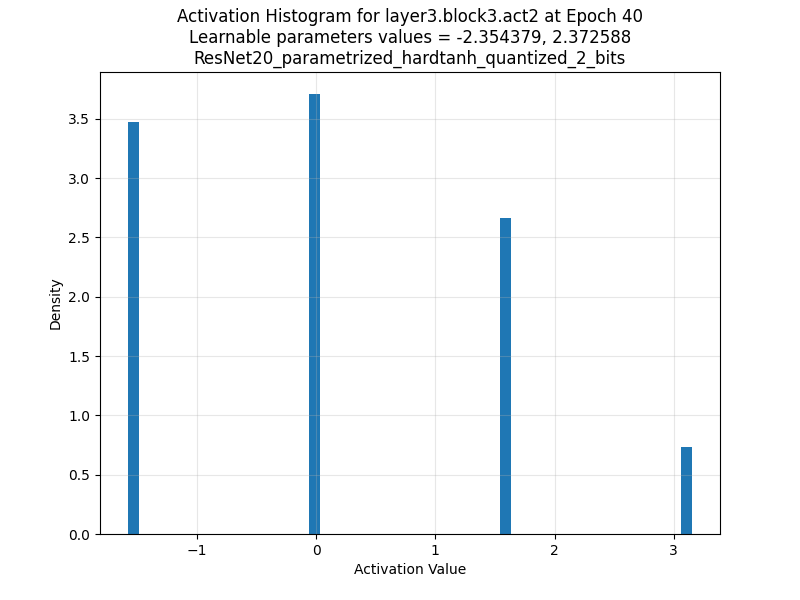 Activation Histogram for layer3.block3.act2 at Epoch 40
Learnable parameters values = -2.354379, 2.372588
ResNet20_parametrized_hardtanh_quantized_2_bits
3.5
3.0
2.5
2.0
1.5
1.0
0.5
0.0
Density
−1
0
1
2
3
Activation Value